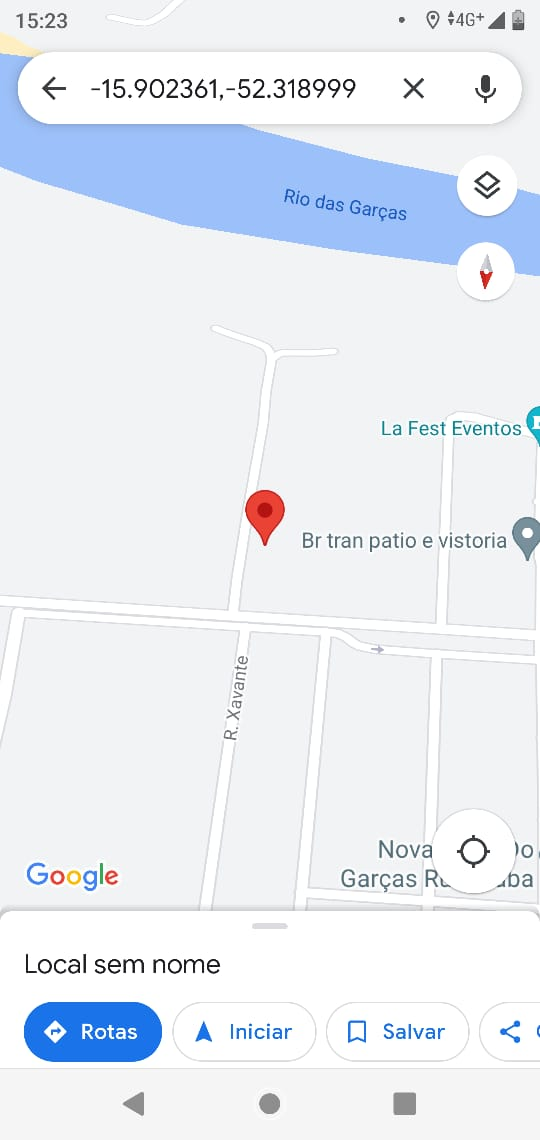 15:23
4G+
-15.902361,-52.318999
Rio das Garças
La Fest Eventos
Br tran patio e vistoria
R. Xavante
Nova
Garças
Google
Local sem nome
Rotas
Iniciar
Salvar